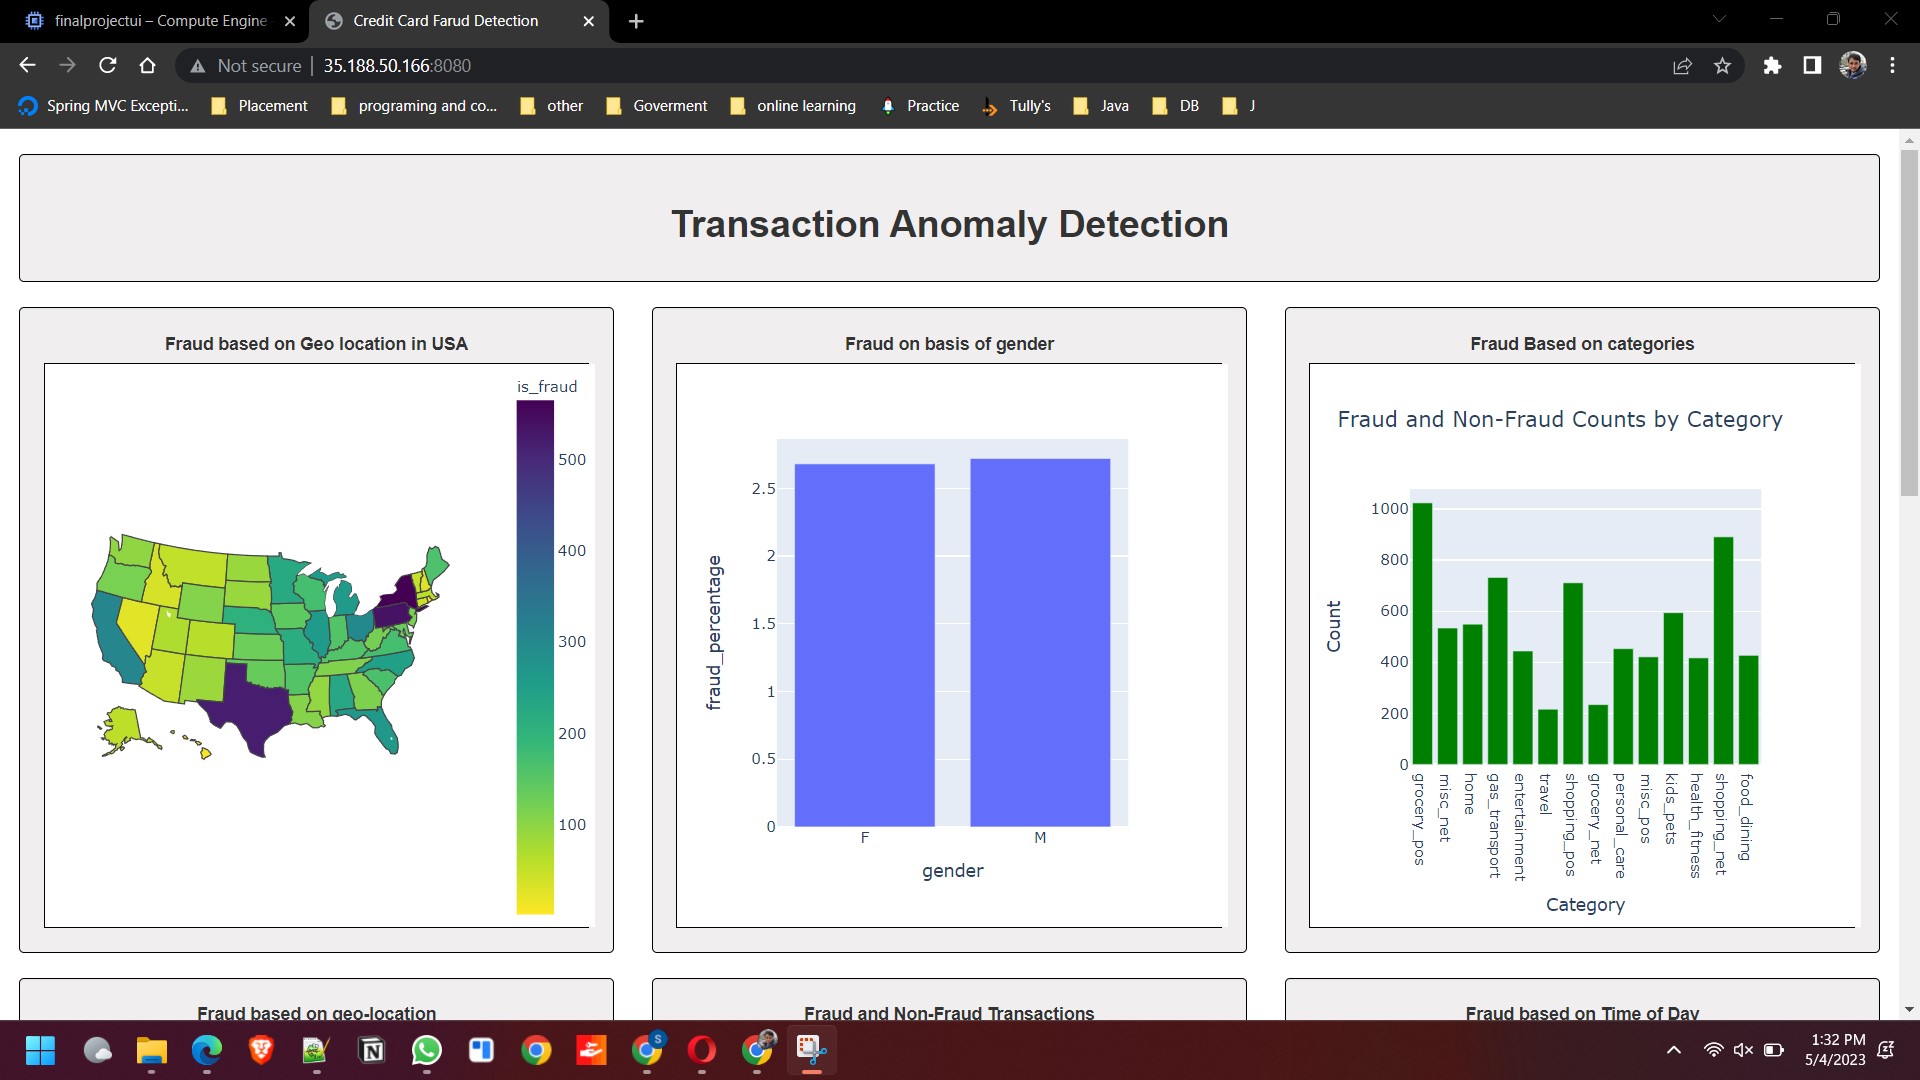 finalprojectui – Compute Engine
Credit Card Farud Detection
Not secure
35.188.50.166:8080
Spring MVC Excepti...
Placement
programing and co...
other
Goverment
online learning
Practice
Tully's
Java
DB
J
Transaction Anomaly Detection
Fraud based on Geo location in USA
is_fraud
500
400
300
200
100
Fraud on basis of gender
fraud_percentage
2.5
2
1.5
1
0.5
0
F
M
gender
Fraud Based on categories
Fraud and Non-Fraud Counts by Category
Count
1000
800
600
400
200
0
grocery_pos
misc_net
home
gas_transport
entertainment
travel
shopping_pos
grocery_net
personal_care
misc_pos
kids_pets
health_fitness
shopping_net
food_dining
Category
Fraud based on geo-location
Fraud and Non-Fraud Transactions
Fraud based on Time of Day
S
1:32 PM
5/4/2023